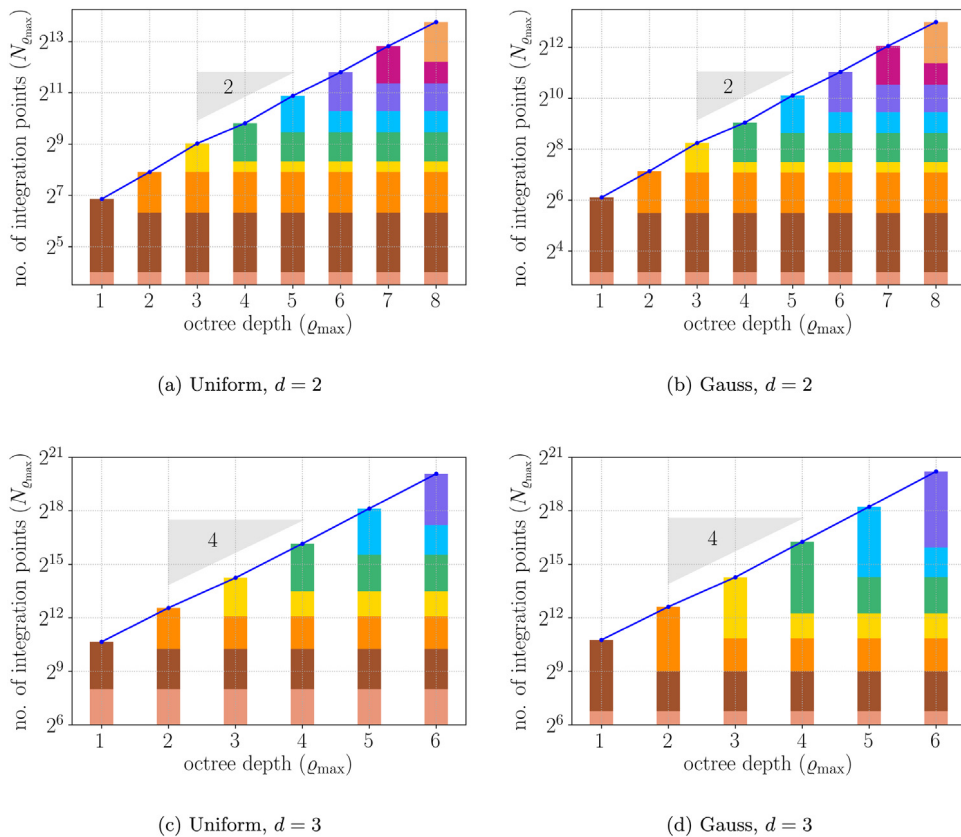 no. of integration points (N_ϱmax)
2^13
2^11
2^9
2^7
2^5
2
1 2 3 4 5 6 7 8
octree depth (ϱmax)
(a) Uniform, d = 2
no. of integration points (N_ϱmax)
2^12
2^10
2^8
2^6
2^4
2
1 2 3 4 5 6 7 8
octree depth (ϱmax)
(b) Gauss, d = 2
no. of integration points (N_ϱmax)
2^21
2^18
2^15
2^12
2^9
2^6
4
1 2 3 4 5 6
octree depth (ϱmax)
(c) Uniform, d = 3
no. of integration points (N_ϱmax)
2^21
2^18
2^15
2^12
2^9
2^6
4
1 2 3 4 5 6
octree depth (ϱmax)
(d) Gauss, d = 3